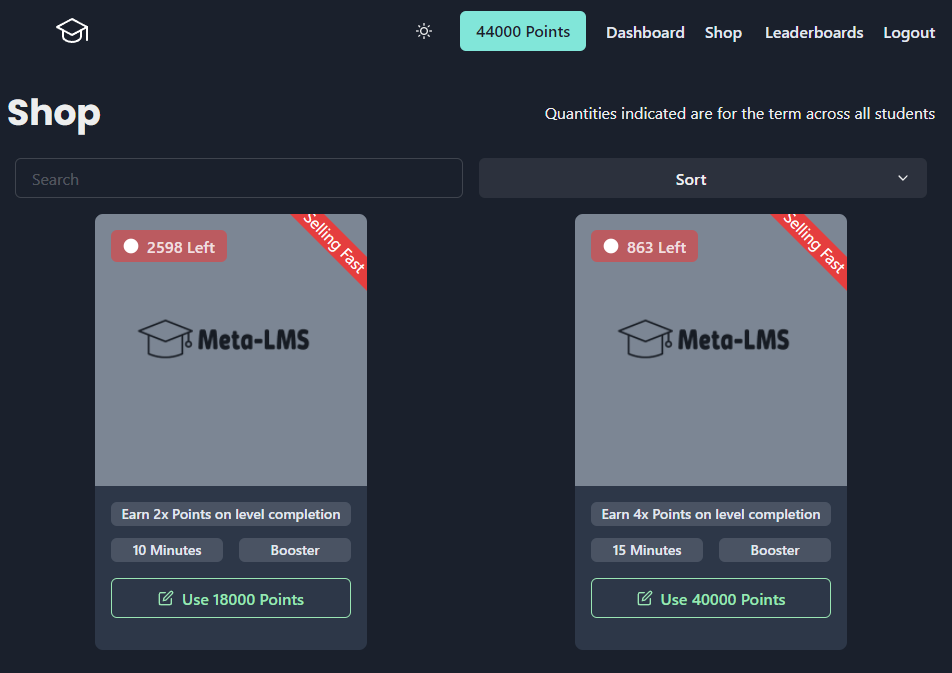 44000 Points
Dashboard
Shop
Leaderboards
Logout
Shop
Quantities indicated are for the term across all students
Search
Sort
2598 Left
Selling Fast
Meta-LMS
Earn 2x Points on level completion
10 Minutes
Booster
Use 18000 Points
863 Left
Selling Fast
Meta-LMS
Earn 4x Points on level completion
15 Minutes
Booster
Use 40000 Points